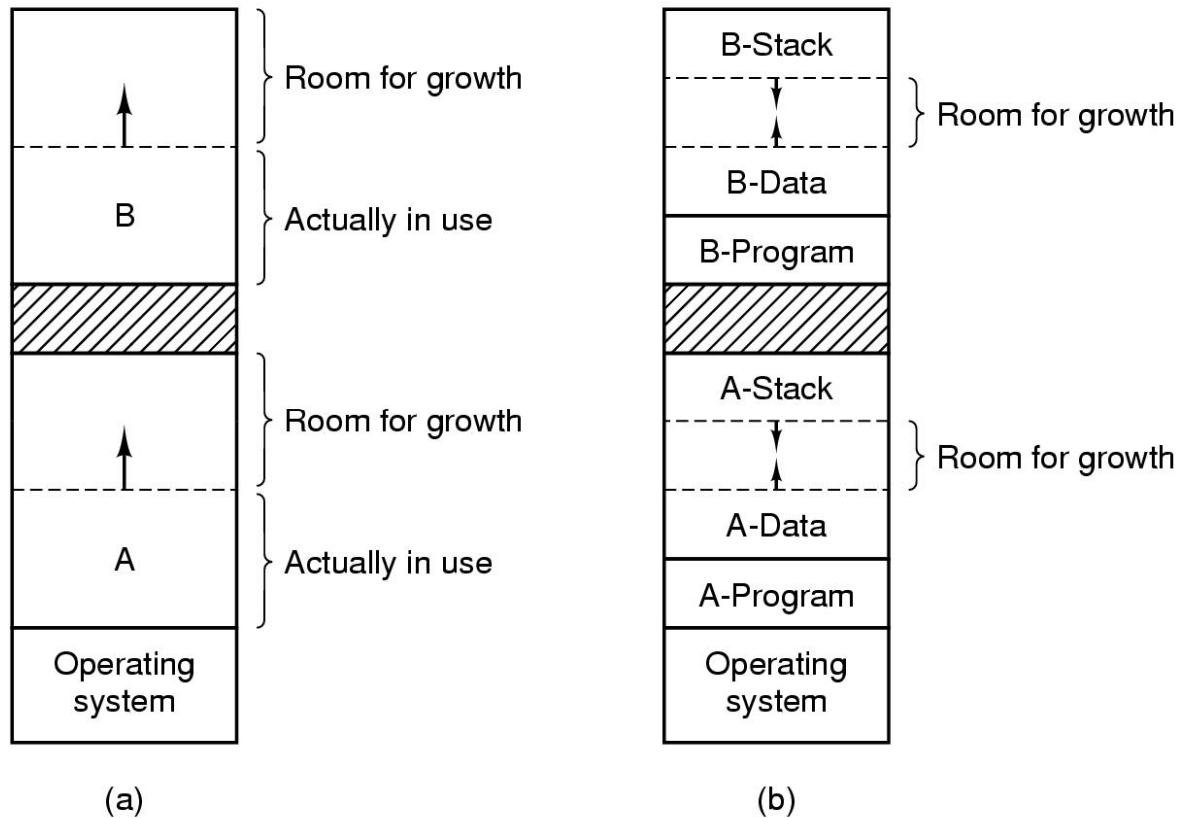 Room for growth
B
Actually in use
Room for growth
A
Actually in use
Operating
system
(a)
B-Stack
Room for growth
B-Data
B-Program
A-Stack
Room for growth
A-Data
A-Program
Operating
system
(b)